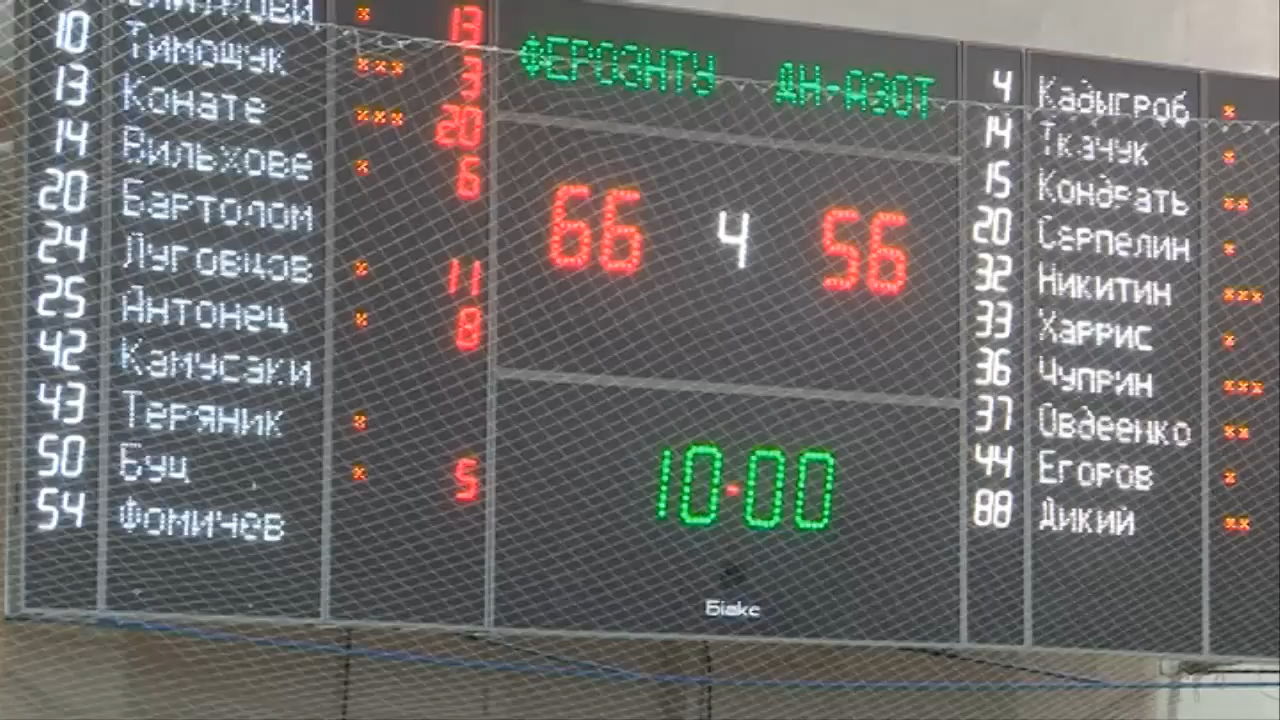 * 13
10 Тимощук *** 3
13 Конате *** 20
14 Вильхове * 6
20 Бартолом
24 Луговцов * 11
25 Антонец * 8
42 Камусаки
43 Теряник *
50 Буц * 5
54 Фомичев
ФЕРОЭНТУ ДН-АЗОТ
66 4 56
10-00
Біакс
4 Кадыгроб *
14 Ткачук *
15 Кондрать **
20 Серпелин *
32 Никитин ***
33 Харрис *
36 Чуприн ***
37 Овдеенко **
44 Егоров *
88 Дикий **